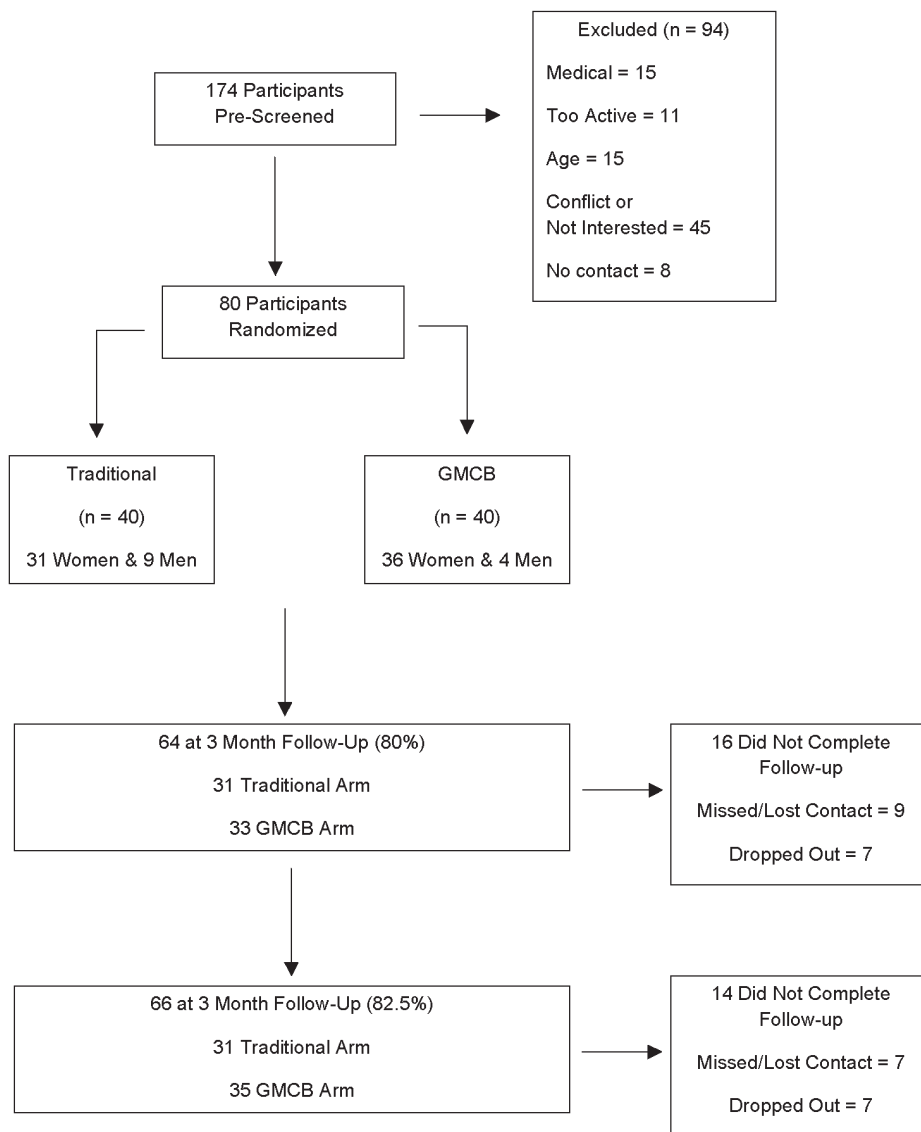 174 Participants
Pre-Screened
Excluded (n = 94)
Medical = 15
Too Active = 11
Age = 15
Conflict or
Not Interested = 45
No contact = 8
80 Participants
Randomized
Traditional
(n = 40)
31 Women & 9 Men
GMCB
(n = 40)
36 Women & 4 Men
64 at 3 Month Follow-Up (80%)
31 Traditional Arm
33 GMCB Arm
16 Did Not Complete
Follow-up
Missed/Lost Contact = 9
Dropped Out = 7
66 at 3 Month Follow-Up (82.5%)
31 Traditional Arm
35 GMCB Arm
14 Did Not Complete
Follow-up
Missed/Lost Contact = 7
Dropped Out = 7